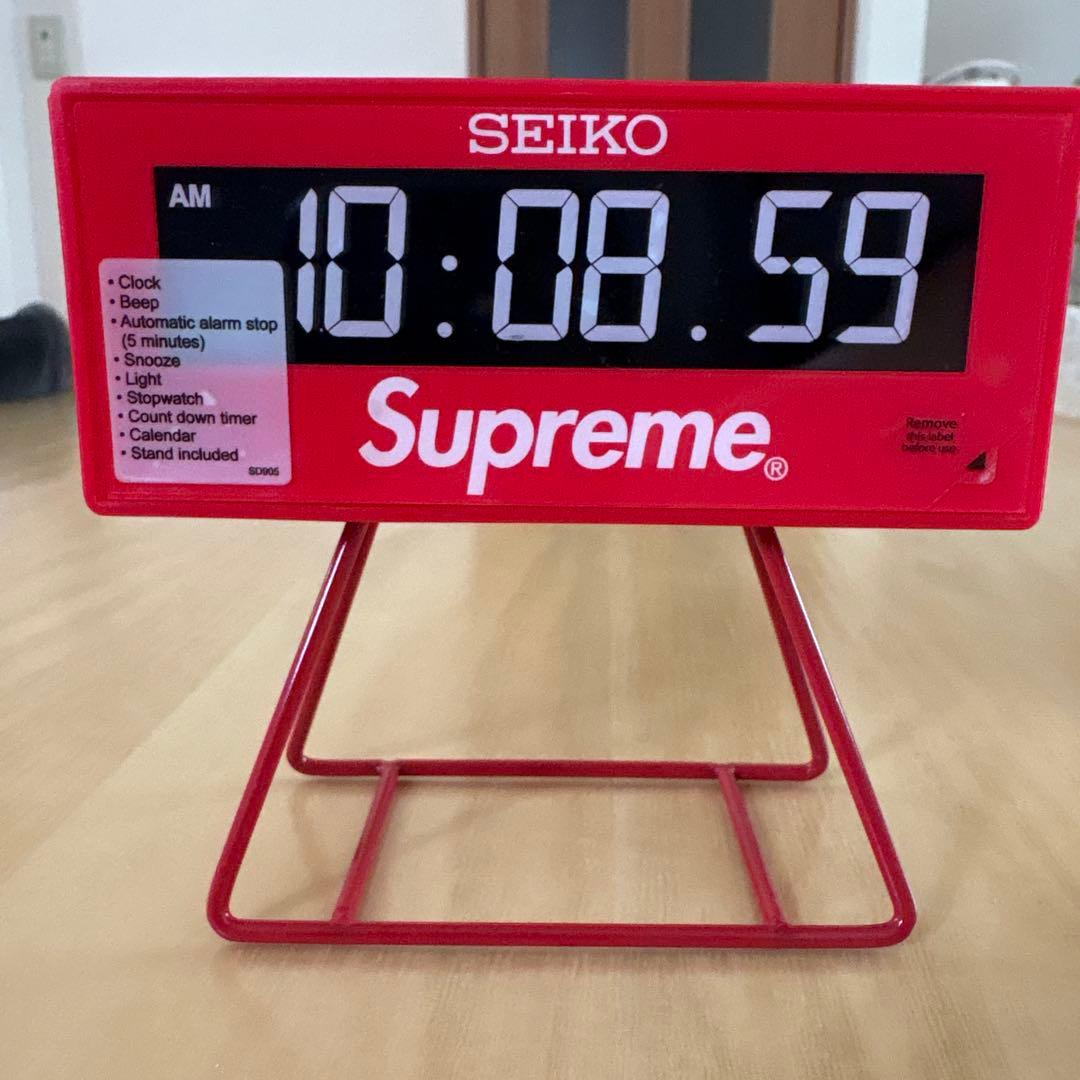 SEIKO
AM 10:08.59
• Clock
• Beep
• Automatic alarm stop
(5 minutes)
• Snooze
• Light
• Stopwatch
• Count down timer
• Calendar
• Stand included
SD905
Supreme®
Remove
this label
before use